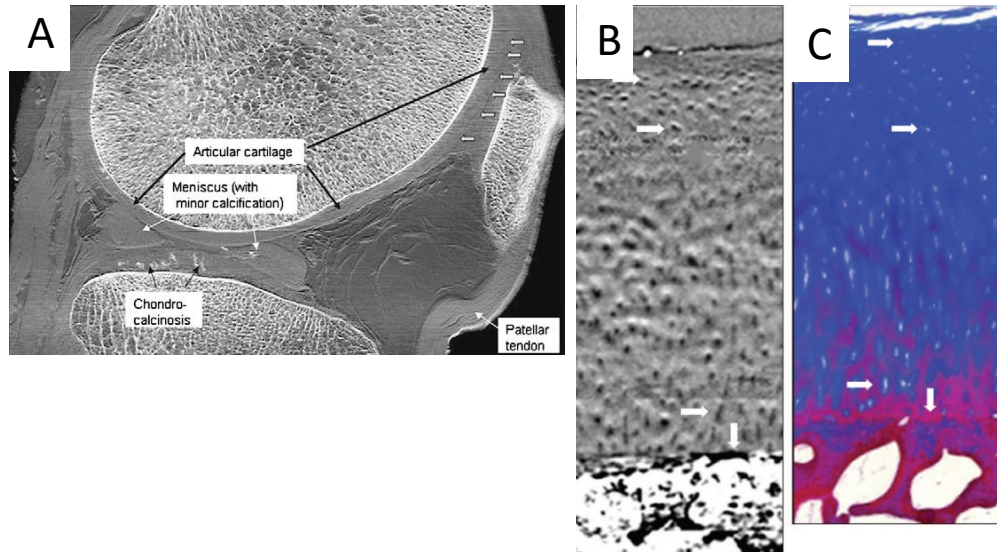 A
Articular cartilage
Meniscus (with
minor calcification)
Chondro-
calcinosis
Patellar
tendon
B
C